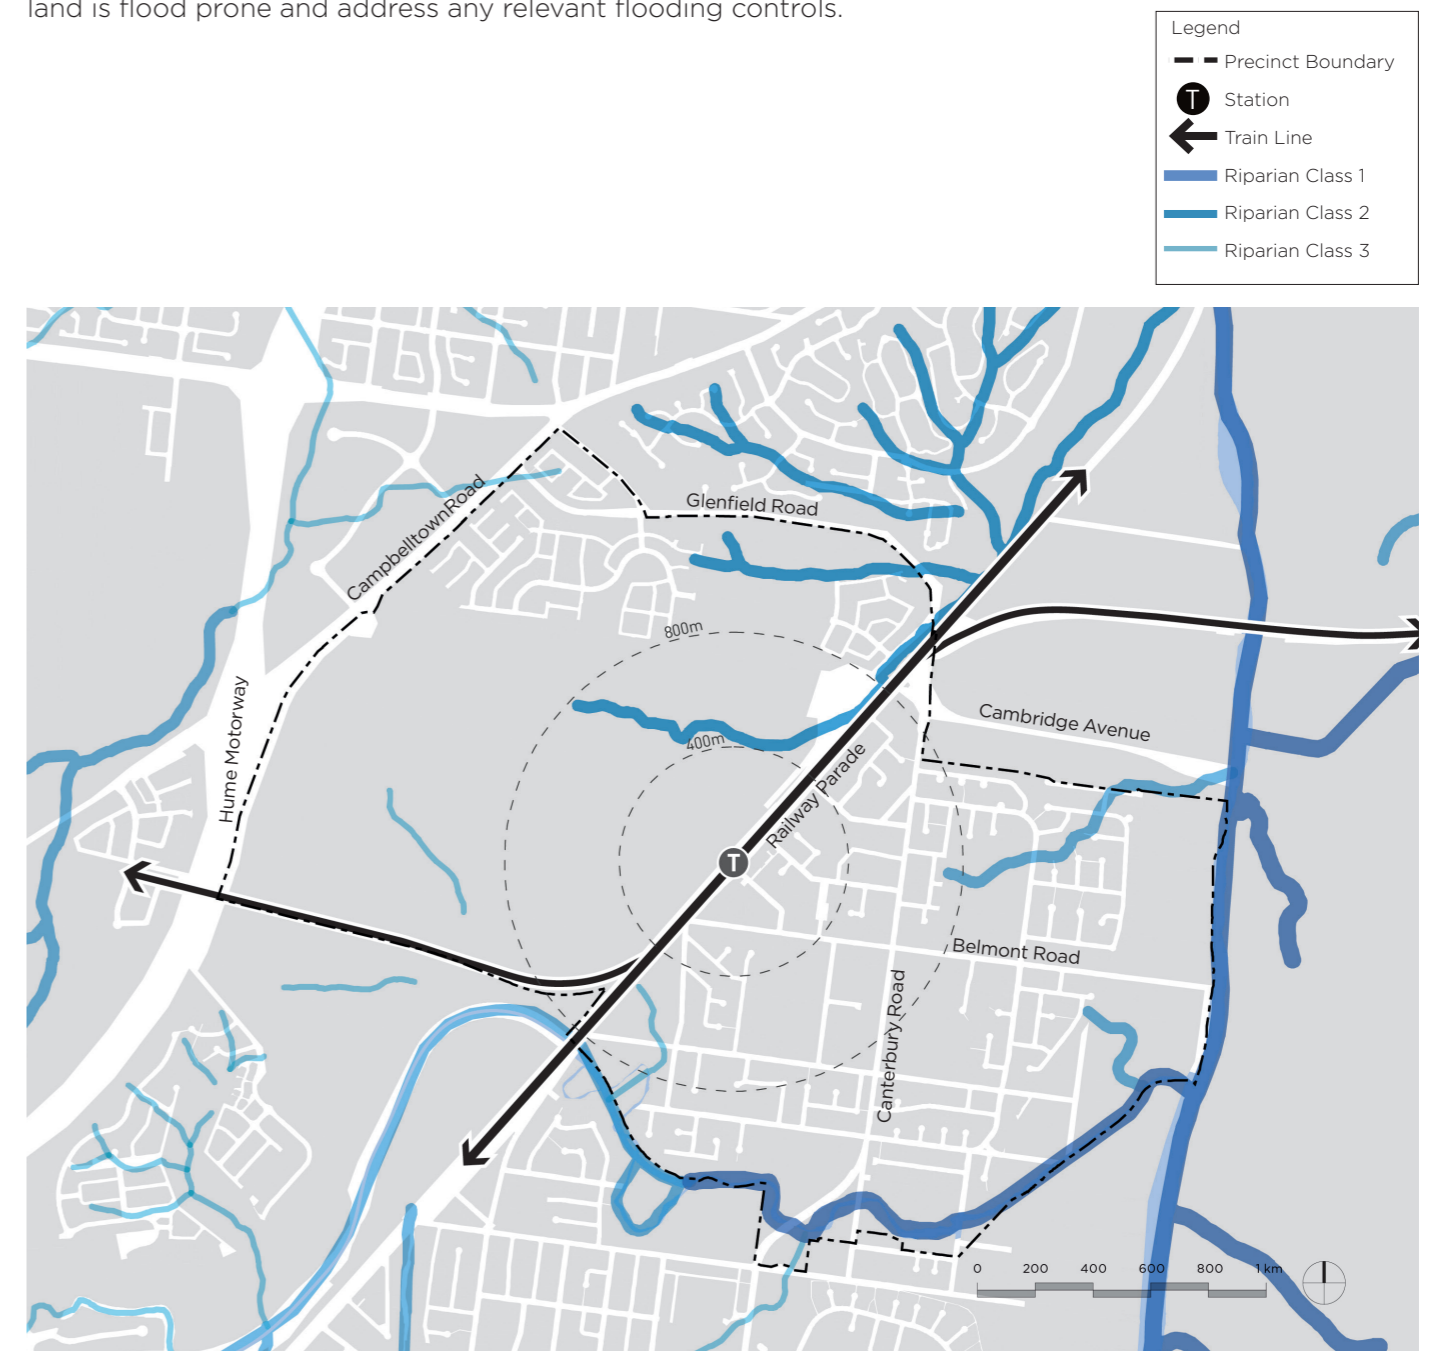 land is flood prone and address any relevant flooding controls.
Legend
Precinct Boundary
T Station
Train Line
Riparian Class 1
Riparian Class 2
Riparian Class 3
Glenfield Road
CampbelltownRoad
800m
Hume Motorway
Cambridge Avenue
400m
Railway Parade
T
Belmont Road
Canterbury Road
0 200 400 600 800 1km